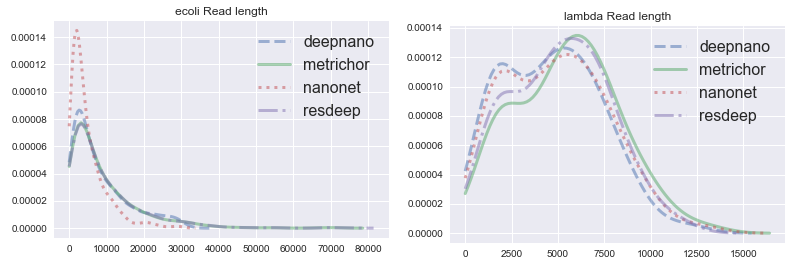 ecoli Read length
0.00014
0.00012
0.00010
0.00008
0.00006
0.00004
0.00002
0.00000
0 10000 20000 30000 40000 50000 60000 70000 80000
deepnano
metrichor
nanonet
resdeep
lambda Read length
0.00014
0.00012
0.00010
0.00008
0.00006
0.00004
0.00002
0.00000
0 2500 5000 7500 10000 12500 15000
deepnano
metrichor
nanonet
resdeep